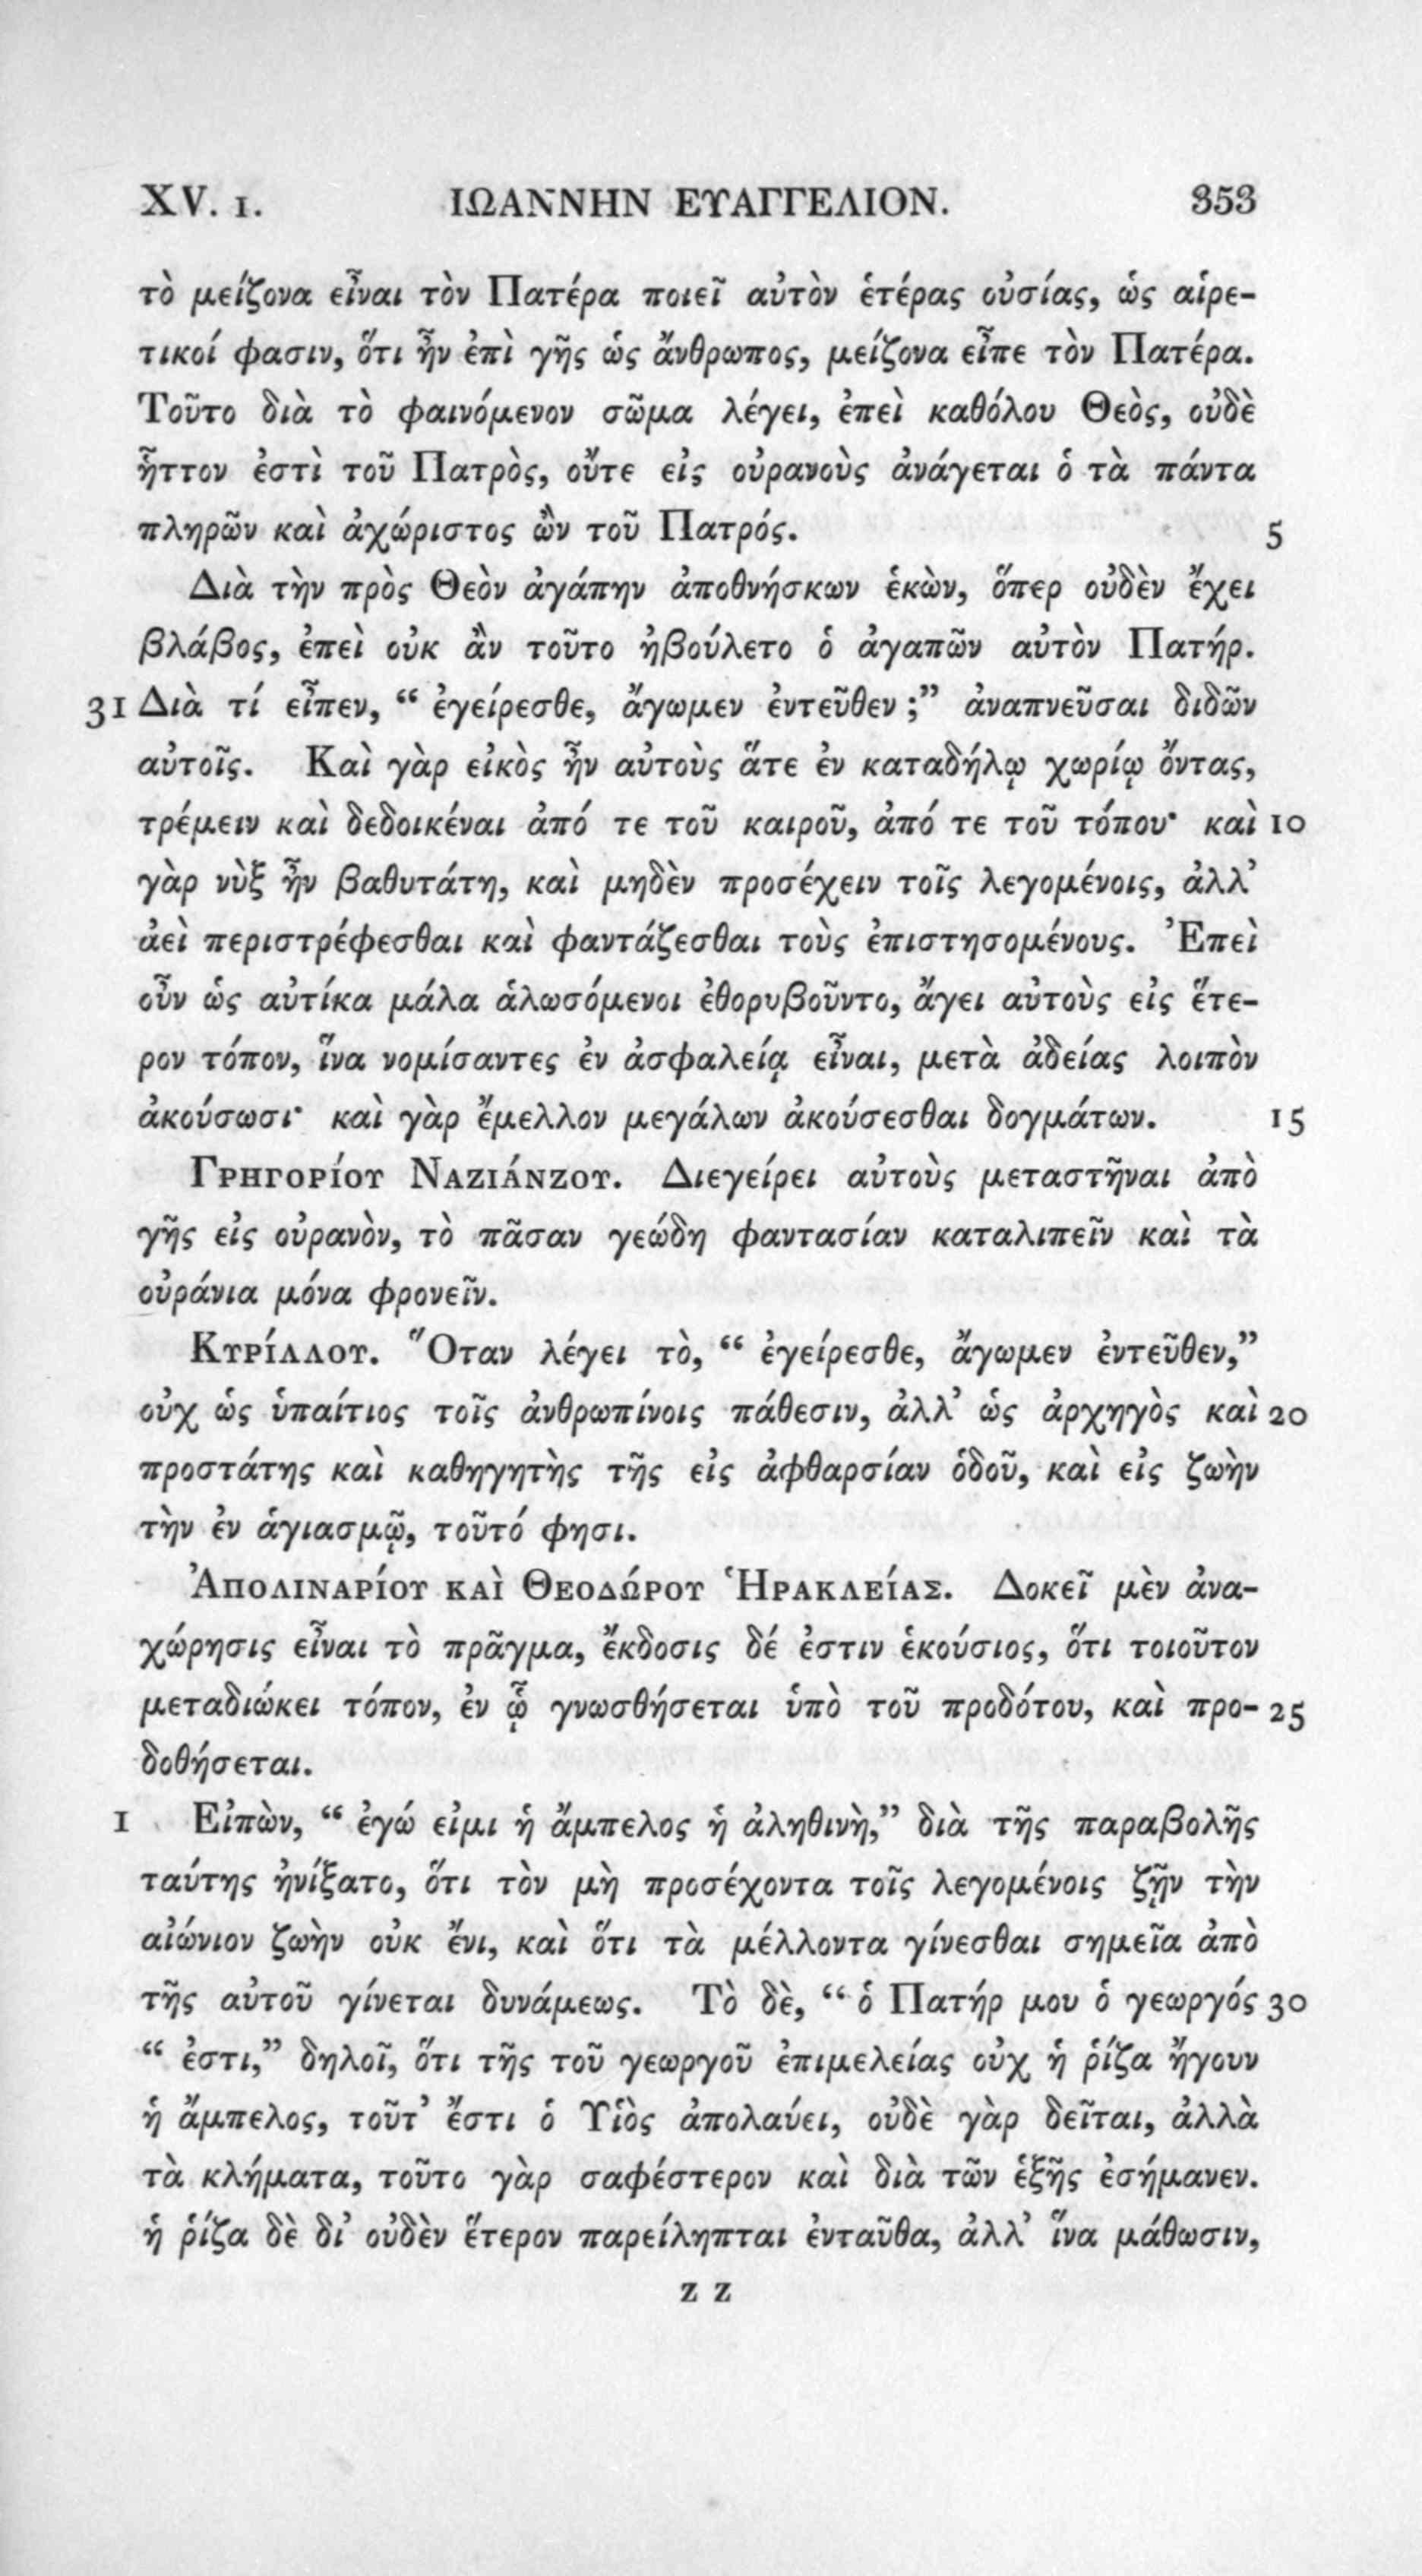 XV. 1. ΙΩΑΝΝΗΝ ΕΥΑΓΓΕΛΙΟΝ. 353
τὸ μείζονα εἶναι τὸν Πατέρα ποιεῖ αὐτὸν ἑτέρας οὐσίας, ὡς αἱρε-
τικοί φασιν, ὅτι ἦν ἐπὶ γῆς ὡς ἄνθρωπος, μείζονα εἶπε τὸν Πατέρα.
Τοῦτο διὰ τὸ φαινόμενον σῶμα λέγει, ἐπεὶ καθόλου Θεὸς, οὐδὲ
ἧττον ἐστὶ τοῦ Πατρὸς, οὔτε εἰς οὐρανοὺς ἀνάγεται ὁ τὰ πάντα
πληρῶν καὶ ἀχώριστος ὢν τοῦ Πατρός. 5
Διὰ τὴν πρὸς Θεὸν ἀγάπην ἀποθνήσκων ἑκὼν, ὅπερ οὐδὲν ἔχει
βλάβος, ἐπεὶ οὐκ ἂν τοῦτο ἠβούλετο ὁ ἀγαπῶν αὐτὸν Πατήρ.
31 Διὰ τί εἶπεν, “ ἐγείρεσθε, ἄγωμεν ἐντεῦθεν ;” ἀναπνεῦσαι διδῶν
αὐτοῖς. Καὶ γὰρ εἰκὸς ἦν αὐτοὺς ἅτε ἐν καταδήλῳ χωρίῳ ὄντας,
τρέμειν καὶ δεδοικέναι ἀπό τε τοῦ καιροῦ, ἀπό τε τοῦ τόπου· καὶ 10
γὰρ νὺξ ἦν βαθυτάτη, καὶ μηδὲν προσέχειν τοῖς λεγομένοις, ἀλλ’
ἀεὶ περιστρέφεσθαι καὶ φαντάζεσθαι τοὺς ἐπιστησομένους. Ἐπεὶ
οὖν ὡς αὐτίκα μάλα ἁλωσόμενοι ἐθορυβοῦντο, ἄγει αὐτοὺς εἰς ἕτε-
ρον τόπον, ἵνα νομίσαντες ἐν ἀσφαλείᾳ εἶναι, μετὰ ἀδείας λοιπὸν
ἀκούσωσι· καὶ γὰρ ἔμελλον μεγάλων ἀκούσεσθαι δογμάτων. 15
Γρηγορίου Ναζιάνζου. Διεγείρει αὐτοὺς μεταστῆναι ἀπὸ
γῆς εἰς οὐρανὸν, τὸ πᾶσαν γεώδη φαντασίαν καταλιπεῖν καὶ τὰ
οὐράνια μόνα φρονεῖν.
Κυρίλλου. Ὅταν λέγει τὸ, “ ἐγείρεσθε, ἄγωμεν ἐντεῦθεν,”
οὐχ ὡς ὑπαίτιος τοῖς ἀνθρωπίνοις πάθεσιν, ἀλλ’ ὡς ἀρχηγὸς καὶ 20
προστάτης καὶ καθηγητὴς τῆς εἰς ἀφθαρσίαν ὁδοῦ, καὶ εἰς ζωὴν
τὴν ἐν ἁγιασμῷ, τοῦτό φησι.
Ἀπολιναρίου καὶ Θεοδώρου Ἡρακλείας. Δοκεῖ μὲν ἀνα-
χώρησις εἶναι τὸ πρᾶγμα, ἔκδοσις δέ ἐστιν ἑκούσιος, ὅτι τοιοῦτον
μεταδιώκει τόπον, ἐν ᾧ γνωσθήσεται ὑπὸ τοῦ προδότου, καὶ προ- 25
δοθήσεται.
1 Εἰπὼν, “ ἐγώ εἰμι ἡ ἄμπελος ἡ ἀληθινὴ,” διὰ τῆς παραβολῆς
ταύτης ᾐνίξατο, ὅτι τὸν μὴ προσέχοντα τοῖς λεγομένοις ζῇν τὴν
αἰώνιον ζωὴν οὐκ ἔνι, καὶ ὅτι τὰ μέλλοντα γίνεσθαι σημεῖα ἀπὸ
τῆς αὐτοῦ γίνεται δυνάμεως. Τὸ δὲ, “ ὁ Πατήρ μου ὁ γεωργός 30
“ ἐστι,” δηλοῖ, ὅτι τῆς τοῦ γεωργοῦ ἐπιμελείας οὐχ ἡ ῥίζα ἤγουν
ἡ ἄμπελος, τοῦτ’ ἔστι ὁ Υἱὸς ἀπολαύει, οὐδὲ γὰρ δεῖται, ἀλλὰ
τὰ κλήματα, τοῦτο γὰρ σαφέστερον καὶ διὰ τῶν ἑξῆς ἐσήμανεν.
ἡ ῥίζα δὲ δι’ οὐδὲν ἕτερον παρείληπται ἐνταῦθα, ἀλλ’ ἵνα μάθωσιν,
z z